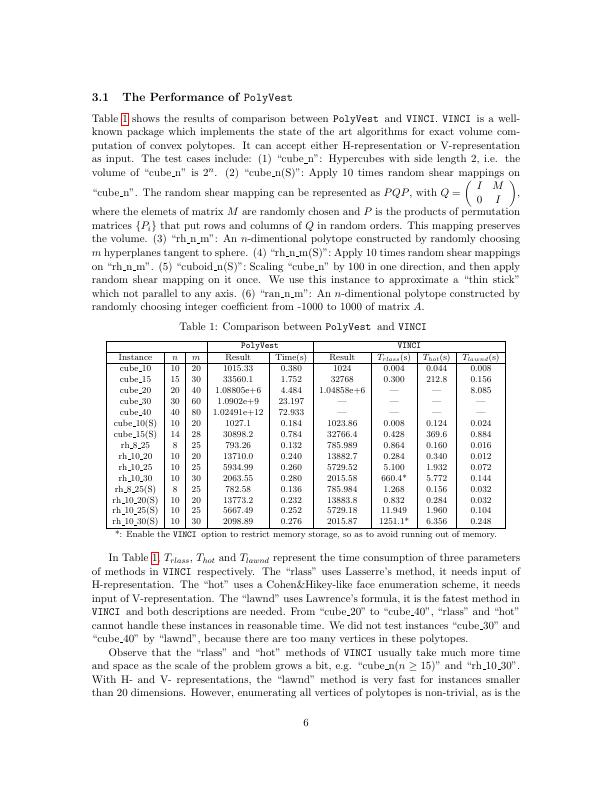 3.1 The Performance of PolyVest
Table 1 shows the results of comparison between PolyVest and VINCI. VINCI is a well-
known package which implements the state of the art algorithms for exact volume com-
putation of convex polytopes. It can accept either H-representation or V-representation
as input. The test cases include: (1) “cube_n”: Hypercubes with side length 2, i.e. the
volume of “cube_n” is 2^n. (2) “cube_n(S)”: Apply 10 times random shear mappings on
“cube_n”. The random shear mapping can be represented as PQP, with Q = ( I M
0 I ),
where the elemets of matrix M are randomly chosen and P is the products of permutation
matrices {P_i} that put rows and columns of Q in random orders. This mapping preserves
the volume. (3) “rh_n_m”: An n-dimentional polytope constructed by randomly choosing
m hyperplanes tangent to sphere. (4) “rh_n_m(S)”: Apply 10 times random shear mappings
on “rh_n_m”. (5) “cuboid_n(S)”: Scaling “cube_n” by 100 in one direction, and then apply
random shear mapping on it once. We use this instance to approximate a “thin stick”
which not parallel to any axis. (6) “ran_n_m”: An n-dimentional polytope constructed by
randomly choosing integer coefficient from -1000 to 1000 of matrix A.
Table 1: Comparison between PolyVest and VINCI
PolyVest VINCI
Instance n m Result Time(s) Result T_rlass(s) T_hot(s) T_lawnd(s)
cube_10 10 20 1015.33 0.380 1024 0.004 0.044 0.008
cube_15 15 30 33560.1 1.752 32768 0.300 212.8 0.156
cube_20 20 40 1.08805e+6 4.484 1.04858e+6 — — 8.085
cube_30 30 60 1.0902e+9 23.197 — — — —
cube_40 40 80 1.02491e+12 72.933 — — — —
cube_10(S) 10 20 1027.1 0.184 1023.86 0.008 0.124 0.024
cube_15(S) 14 28 30898.2 0.784 32766.4 0.428 369.6 0.884
rh_8_25 8 25 793.26 0.132 785.989 0.864 0.160 0.016
rh_10_20 10 20 13710.0 0.240 13882.7 0.284 0.340 0.012
rh_10_25 10 25 5934.99 0.260 5729.52 5.100 1.932 0.072
rh_10_30 10 30 2063.55 0.280 2015.58 660.4* 5.772 0.144
rh_8_25(S) 8 25 782.58 0.136 785.984 1.268 0.156 0.032
rh_10_20(S) 10 20 13773.2 0.232 13883.8 0.832 0.284 0.032
rh_10_25(S) 10 25 5667.49 0.252 5729.18 11.949 1.960 0.104
rh_10_30(S) 10 30 2098.89 0.276 2015.87 1251.1* 6.356 0.248
*: Enable the VINCI option to restrict memory storage, so as to avoid running out of memory.
In Table 1, T_rlass, T_hot and T_lawnd represent the time consumption of three parameters
of methods in VINCI respectively. The “rlass” uses Lasserre’s method, it needs input of
H-representation. The “hot” uses a Cohen&Hikey-like face enumeration scheme, it needs
input of V-representation. The “lawnd” uses Lawrence’s formula, it is the fatest method in
VINCI and both descriptions are needed. From “cube_20” to “cube_40”, “rlass” and “hot”
cannot handle these instances in reasonable time. We did not test instances “cube_30” and
“cube_40” by “lawnd”, because there are too many vertices in these polytopes.
Observe that the “rlass” and “hot” methods of VINCI usually take much more time
and space as the scale of the problem grows a bit, e.g. “cube_n(n ≥ 15)” and “rh_10_30”.
With H- and V- representations, the “lawnd” method is very fast for instances smaller
than 20 dimensions. However, enumerating all vertices of polytopes is non-trivial, as is the
6